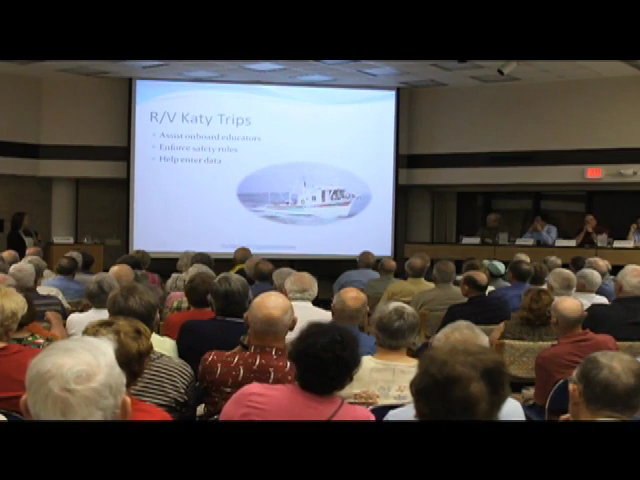 R/V Katy Trips
Assist onboard educators
Enforce safety rules
Help enter data
EXIT